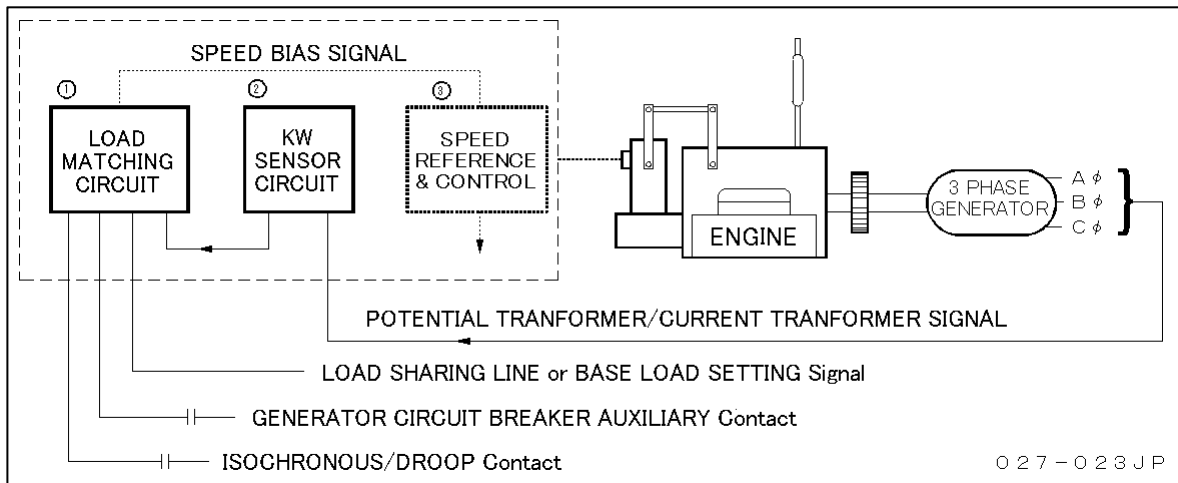 SPEED BIAS SIGNAL
①
②
③
LOAD
MATCHING
CIRCUIT
KW
SENSOR
CIRCUIT
SPEED
REFERENCE
& CONTROL
ENGINE
3 PHASE
GENERATOR
A φ
B φ
C φ
POTENTIAL TRANFORMER/CURRENT TRANFORMER SIGNAL
LOAD SHARING LINE or BASE LOAD SETTING Signal
GENERATOR CIRCUIT BREAKER AUXILIARY Contact
ISOCHRONOUS/DROOP Contact
027-023JP